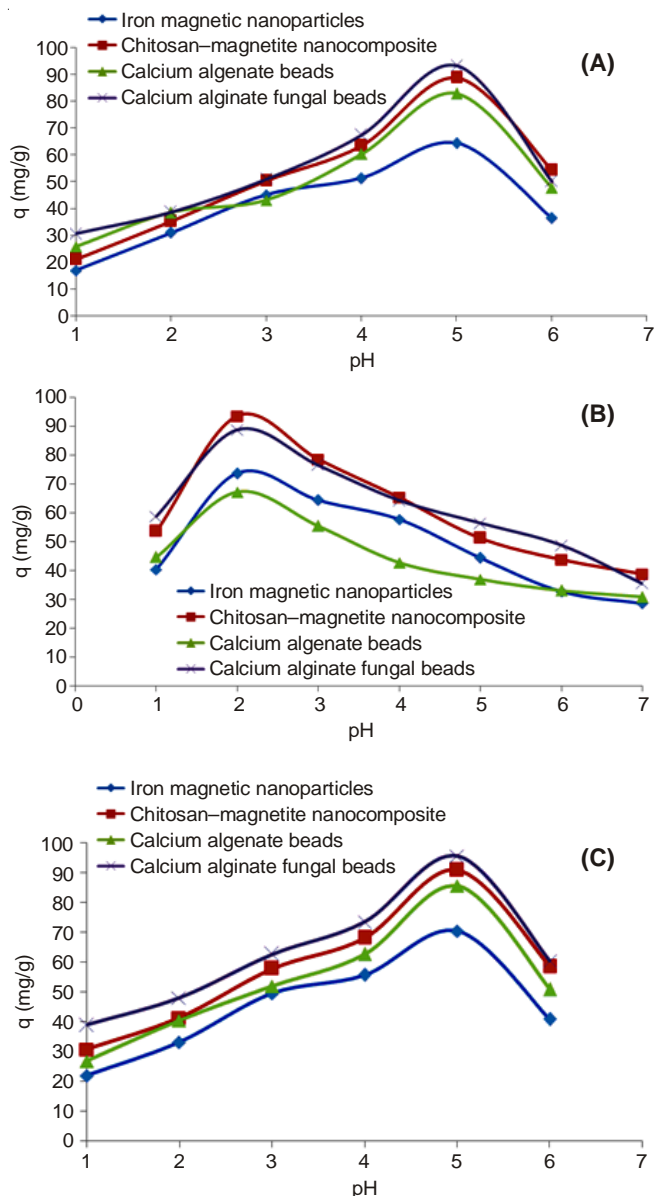 Iron magnetic nanoparticles
Chitosan–magnetite nanocomposite
Calcium algenate beads
Calcium alginate fungal beads
(A)
100
90
80
70
60
50
40
30
20
10
0
q (mg/g)
1 2 3 4 5 6 7
pH
(B)
100
90
80
70
60
50
40
30
20
10
0
q (mg/g)
Iron magnetic nanoparticles
Chitosan–magnetite nanocomposite
Calcium algenate beads
Calcium alginate fungal beads
0 1 2 3 4 5 6 7
pH
Iron magnetic nanoparticles
Chitosan–magnetite nanocomposite
Calcium algenate beads
Calcium alginate fungal beads
(C)
100
90
80
70
60
50
40
30
20
10
0
q (mg/g)
1 2 3 4 5 6 7
pH